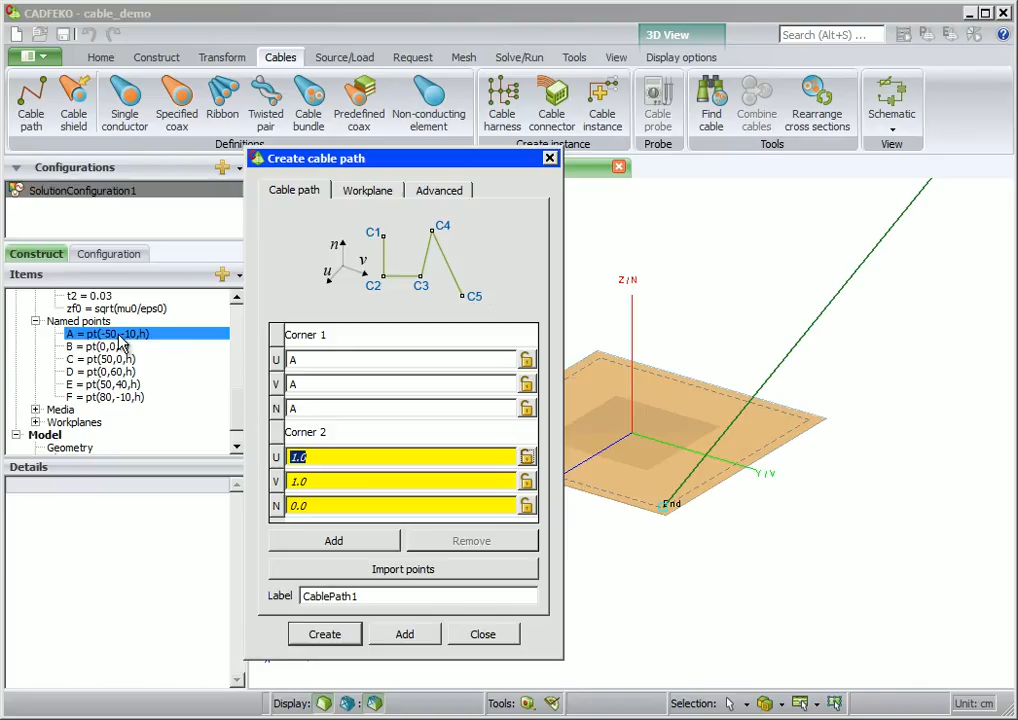 CADFEKO - cable_demo
3D View
Search (Alt+S) ...
Home Construct Transform Cables Source/Load Request Mesh Solve/Run Tools View Display options
Cable path
Cable shield
Single conductor
Specified coax
Ribbon
Twisted pair
Cable bundle
Predefined coax
Non-conducting element
Cable harness
Cable connector
Cable instance
Cable probe
Find cable
Combine cables
Rearrange cross sections
Schematic
Definitions
Create instance
Probe
Tools
View
Configurations
SolutionConfiguration1
Construct Configuration
Items
t2 = 0.03
zf0 = sqrt(mu0/eps0)
Named points
A = pt(-50,-10,h)
B = pt(0,0,
C = pt(50,0,h)
D = pt(0,60,h)
E = pt(50,40,h)
F = pt(80,-10,h)
Media
Workplanes
Model
Geometry
Details
Create cable path
Cable path Workplane Advanced
n
v
u
C1
C2
C3
C4
C5
Corner 1
U A
V A
N A
Corner 2
U 1.0
V 1.0
N 0.0
Add Remove
Import points
Label CablePath1
Create Add Close
Z / N
Y / V
End
X
Display:
Tools:
Selection:
Unit: cm